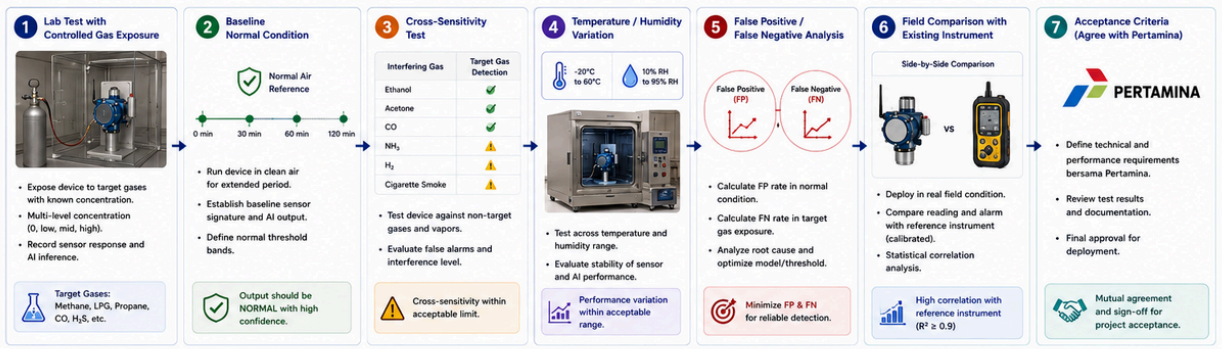 1
Lab Test with
Controlled Gas Exposure
• Expose device to target gases
with known concentration.
• Multi-level concentration
(0, low, mid, high).
• Record sensor response and
AI inference.
Target Gases:
Methane, LPG, Propane,
CO, H₂S, etc.
2
Baseline
Normal Condition
Normal Air
Reference
0 min
30 min
60 min
120 min
• Run device in clean air
for extended period.
• Establish baseline sensor
signature and AI output.
• Define normal threshold
bands.
Output should be
NORMAL with high
confidence.
3
Cross-Sensitivity
Test
Interfering Gas
Target Gas
Detection
Ethanol
Acetone
CO
NH₃
H₂
Cigarette Smoke
• Test device against non-target
gases and vapors.
• Evaluate false alarms and
interference level.
Cross-sensitivity within
acceptable limit.
4
Temperature / Humidity
Variation
-20°C
to 60°C
10% RH
to 95% RH
• Test across temperature and
humidity range.
• Evaluate stability of sensor
and AI performance.
Performance variation
within acceptable
range.
5
False Positive /
False Negative Analysis
False Positive
(FP)
False Negative
(FN)
• Calculate FP rate in normal
condition.
• Calculate FN rate in target
gas exposure.
• Analyze root cause and
optimize model/threshold.
Minimize FP & FN
for reliable detection.
6
Field Comparison with
Existing Instrument
Side-by-Side Comparison
VS
• Deploy in real field condition.
• Compare reading and alarm
with reference instrument
(calibrated).
• Statistical correlation
analysis.
High correlation with
reference instrument
(R² ≥ 0.9)
7
Acceptance Criteria
(Agree with Pertamina)
PERTAMINA
• Define technical and
performance requirements
bersama Pertamina.
• Review test results
and documentation.
• Final approval for
deployment.
Mutual agreement
and sign-off for
project acceptance.